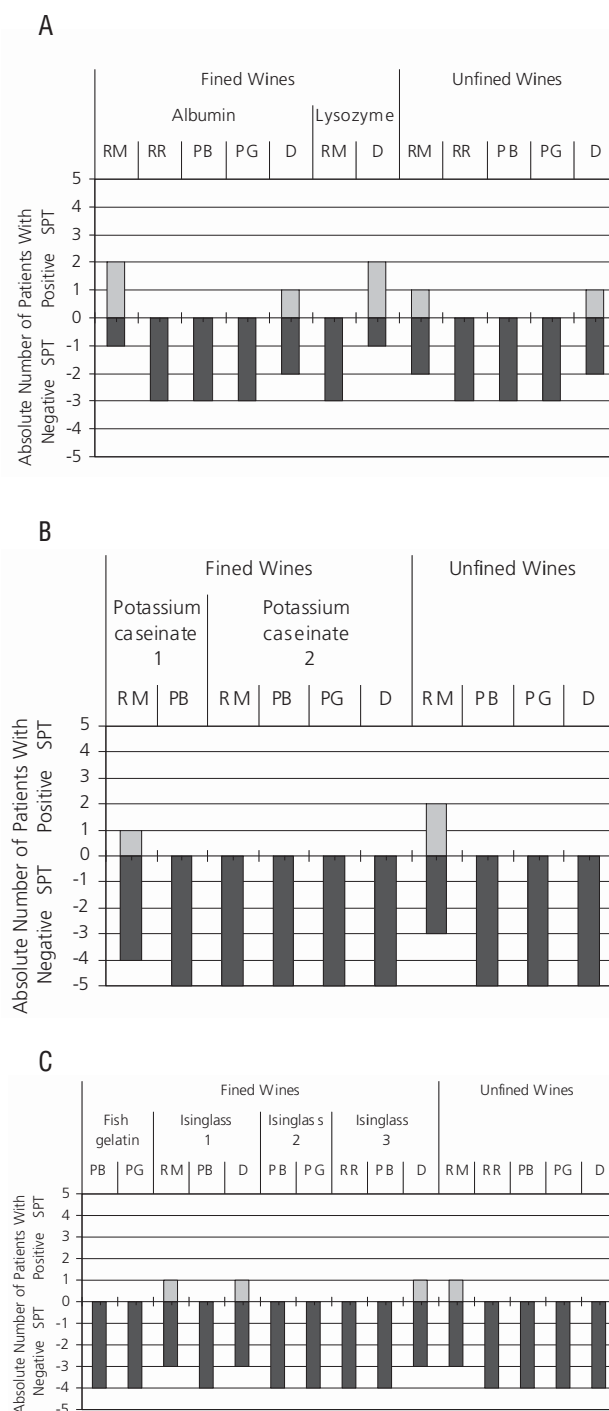 A
Fined Wines Unfined Wines
Albumin Lysozyme
RM RR PB PG D RM D RM RR PB PG D
Absolute Number of Patients With
Negative SPT Positive SPT
5
4
3
2
1
0
-1
-2
-3
-4
-5
B
Fined Wines Unfined Wines
Potassium caseinate 1 Potassium caseinate 2
RM PB RM PB PG D RM PB PG D
Absolute Number of Patients With
Negative SPT Positive SPT
5
4
3
2
1
0
-1
-2
-3
-4
-5
C
Fined Wines Unfined Wines
Fish gelatin Isinglass 1 Isinglass 2 Isinglass 3
PB PG RM PB D PB PG RR PB D RM RR PB PG D
Absolute Number of Patients With
Negative SPT Positive SPT
5
4
3
2
1
0
-1
-2
-3
-4
-5